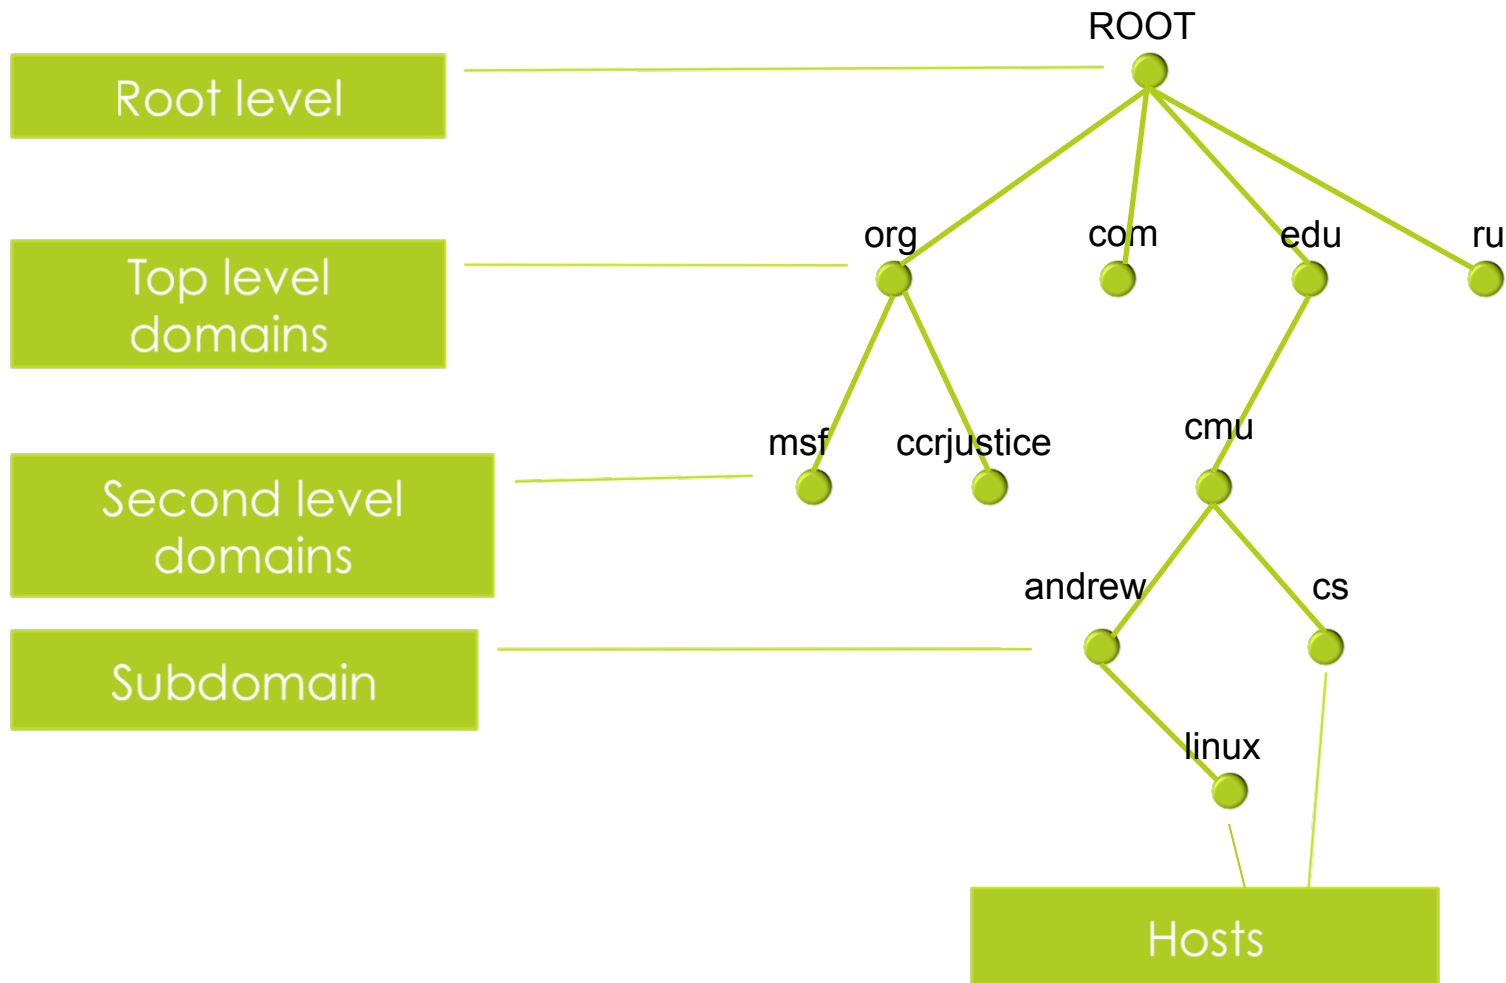 ROOT
Root level
org
com
edu
ru
Top level
domains
msf
ccrjustice
cmu
Second level
domains
andrew
cs
Subdomain
linux
Hosts